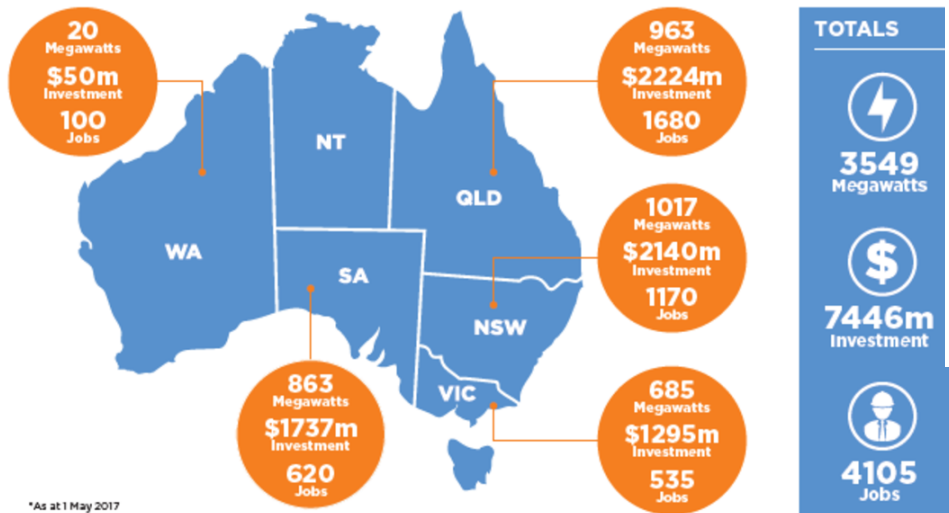 20
Megawatts
$50m
Investment
100
Jobs
963
Megawatts
$2224m
Investment
1680
Jobs
NT
QLD
WA
SA
NSW
VIC
1017
Megawatts
$2140m
Investment
1170
Jobs
863
Megawatts
$1737m
Investment
620
Jobs
685
Megawatts
$1295m
Investment
535
Jobs
*As at 1 May 2017
TOTALS
3549
Megawatts
$
7446m
Investment
4105
Jobs